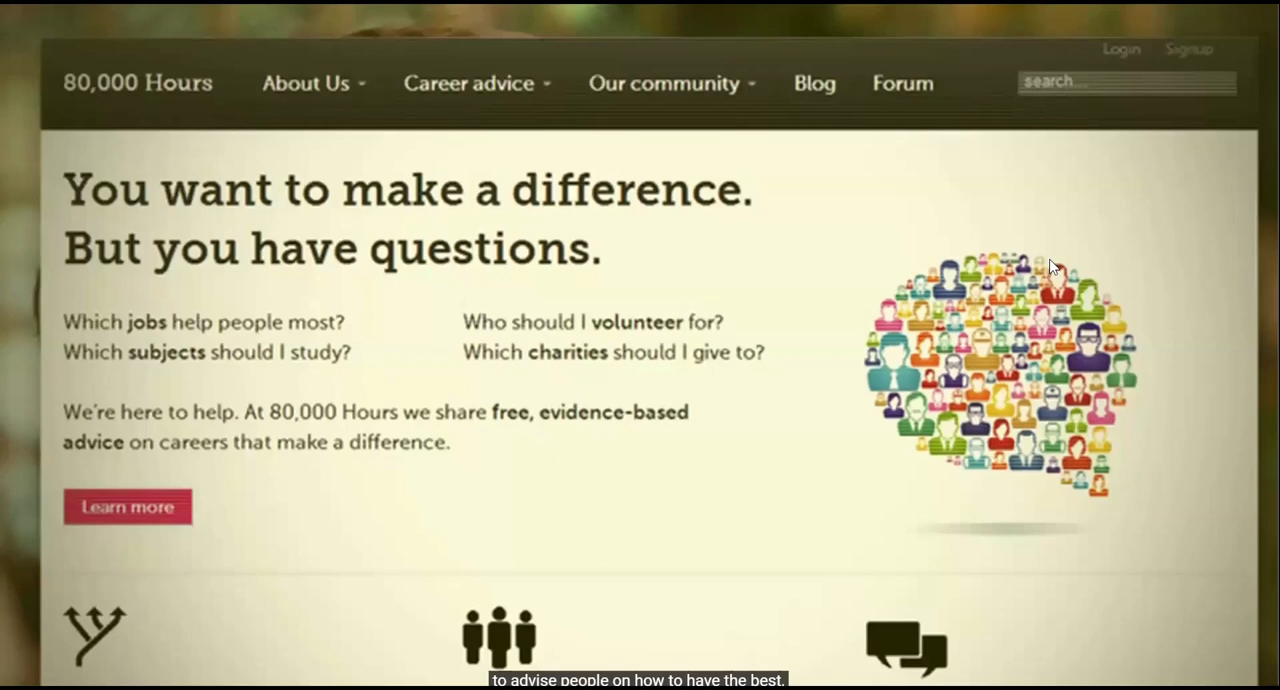 Login Signup
80,000 Hours About Us Career advice Our community Blog Forum search...
You want to make a difference.
But you have questions.
Which jobs help people most? Who should I volunteer for?
Which subjects should I study? Which charities should I give to?
We're here to help. At 80,000 Hours we share free, evidence-based
advice on careers that make a difference.
Learn more
to advise people on how to have the best.